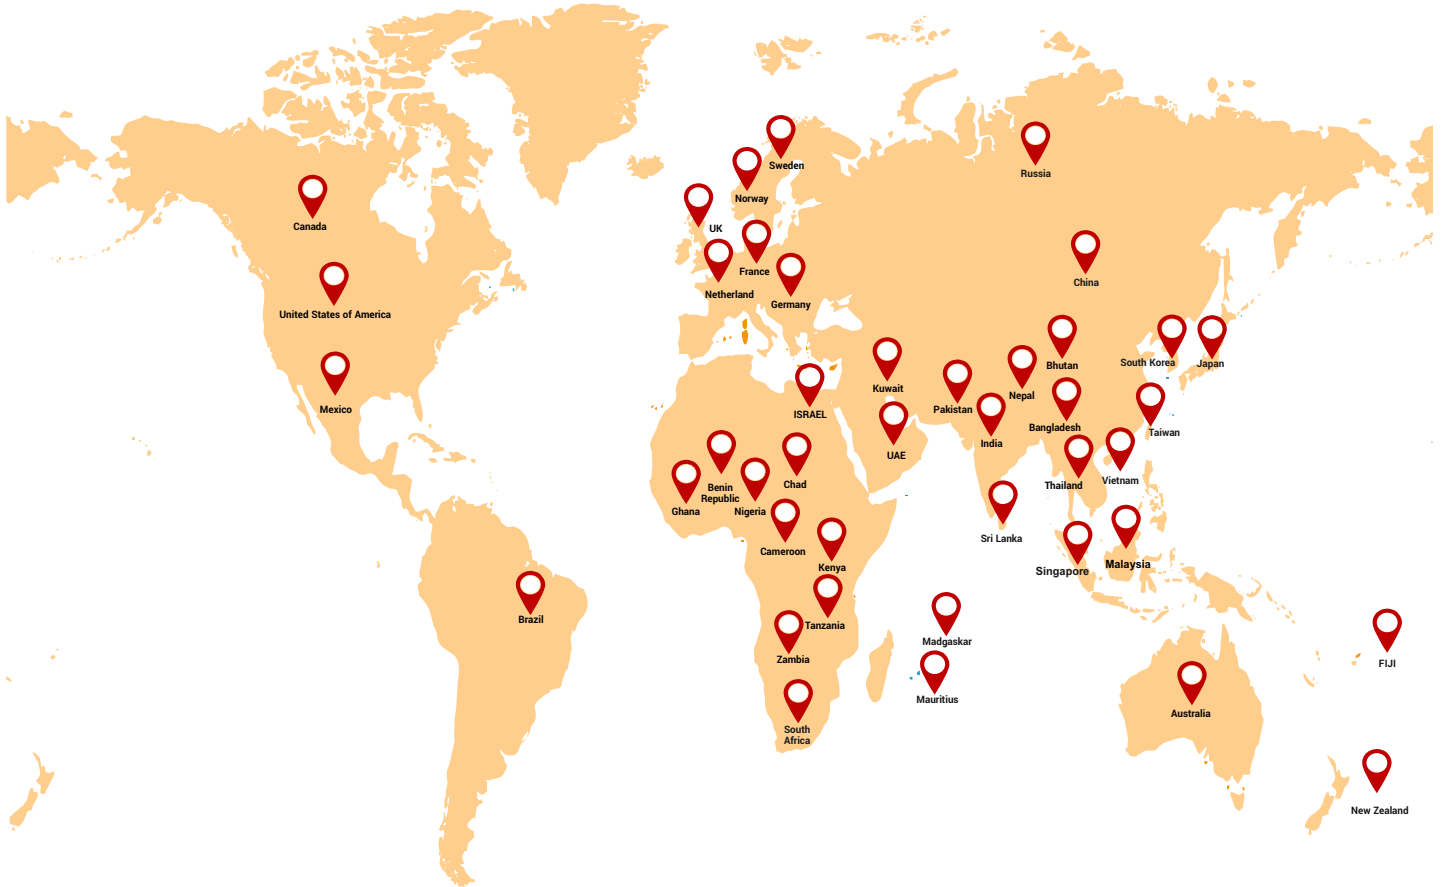 Sweden
Russia
Norway
Canada
UK
France
China
Netherland
Germany
United States of America
South Korea
Japan
Bhutan
Kuwait
Nepal
Mexico
Pakistan
ISRAEL
Bangladesh
Taiwan
India
UAE
Chad
Vietnam
Thailand
Benin
Republic
Ghana
Nigeria
Sri Lanka
Cameroon
Kenya
Malaysia
Singapore
Brazil
Tanzania
Madgaskar
Zambia
FIJI
Mauritius
Australia
South
Africa
New Zealand